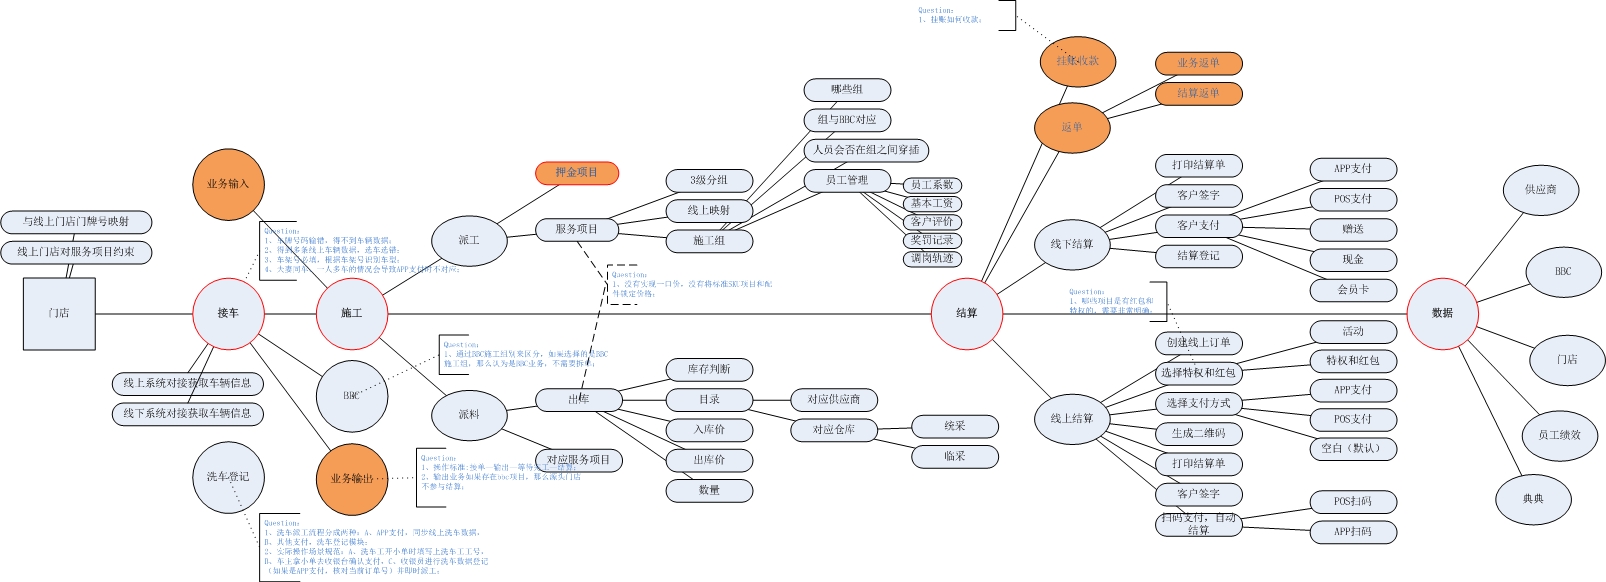 Question:
1、挂账如何收款;
挂账收款
返单
业务返单
结算返单
哪些组
组与BBC对应
人员会否在组之间穿插
员工管理
员工系数
基本工资
客户评价
奖罚记录
调岗轨迹
业务输入
押金项目
3级分组
线上映射
施工组
服务项目
派工
与线上门店门牌号映射
线上门店对服务项目约束
Question:
1、车牌号码输错, 得不到车辆数据;
2、得到多条线上车辆数据, 选车选错;
3、车架号必填, 根据车架号识别车型;
4、夫妻同车, 一人多车的情况会导致APP支付时不对应;
Question:
1、没有实现一口价, 没有将标准SKU项目和配
件锁定价格;
门店
接车
施工
结算
数据
打印结算单
客户签字
客户支付
结算登记
线下结算
APP支付
POS支付
赠送
现金
会员卡
Question:
1、哪些项目是有红包和
特权的, 需要非常明确;
供应商
BBC
门店
员工绩效
典典
线上系统对接获取车辆信息
线下系统对接获取车辆信息
BBC
Question:
1、通过BBC施工组别来区分, 如果选择的是BBC
施工组, 那么认为是BBC业务, 不需要拆单;
派料
出库
对应服务项目
库存判断
目录
入库价
出库价
数量
对应供应商
对应仓库
统采
临采
线上结算
创建线上订单
选择特权和红包
选择支付方式
生成二维码
打印结算单
客户签字
扫码支付, 自动
结算
活动
特权和红包
APP支付
POS支付
空白 (默认)
POS扫码
APP扫码
洗车登记
业务输出
Question:
1、操作标准:接单—输出—等待完工—结算;
2、输出业务如果存在bbc项目, 那么源头门店
不参与结算;
Question:
1、洗车派工流程分成两种: A、APP支付, 同步线上洗车数据,
B、其他支付, 洗车登记模块;
2、实际操作场景规范: A、洗车工开小单时填写上洗车工工号,
B、车主拿小单去收银台确认支付, C、收银员进行洗车数据登记
(如果是APP支付, 核对当前订单号) 并即时派工;